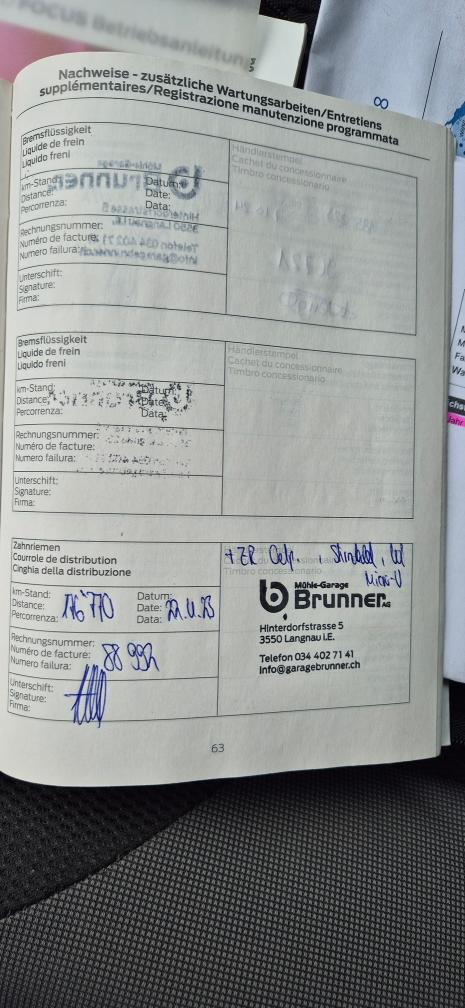 FOCUS Betriebsanleitung
Nachweise - zusätzliche Wartungsarbeiten/Entretiens
supplémentaires/Registrazione manutenzione programmata
Bremsflüssigkeit
Liquide de frein
Liquido freni
Händlerstempel
Cachet du concessionnaire
Timbro concessionario
km-Stand: Datum:
Distance: Date:
Percorrenza: Data:
Rechnungsnummer:
Numéro de facture:
Numero failura:
Unterschrift:
Signature:
Firma:
Bremsflüssigkeit
Liquide de frein
Liquido freni
Händlerstempel
Cachet du concessionnaire
Timbro concessionario
km-Stand: Datum:
Distance: Date:
Percorrenza: Data:
Rechnungsnummer:
Numéro de facture:
Numero failura:
Unterschrift:
Signature:
Firma:
Zahnriemen
Courrole de distribution
Cinghia della distribuzione
Timbro concessionario
km-Stand: Datum:
Distance: 176'770 Date:
Percorrenza: Data:
Rechnungsnummer:
Numéro de facture: 88 992
Numero failura:
Unterschrift:
Signature:
Firma:
Mühle-Garage
Brunner AG
Hinterdorfstrasse 5
3550 Langnau i.E.
Telefon 034 402 71 41
info@garagebrunner.ch
63